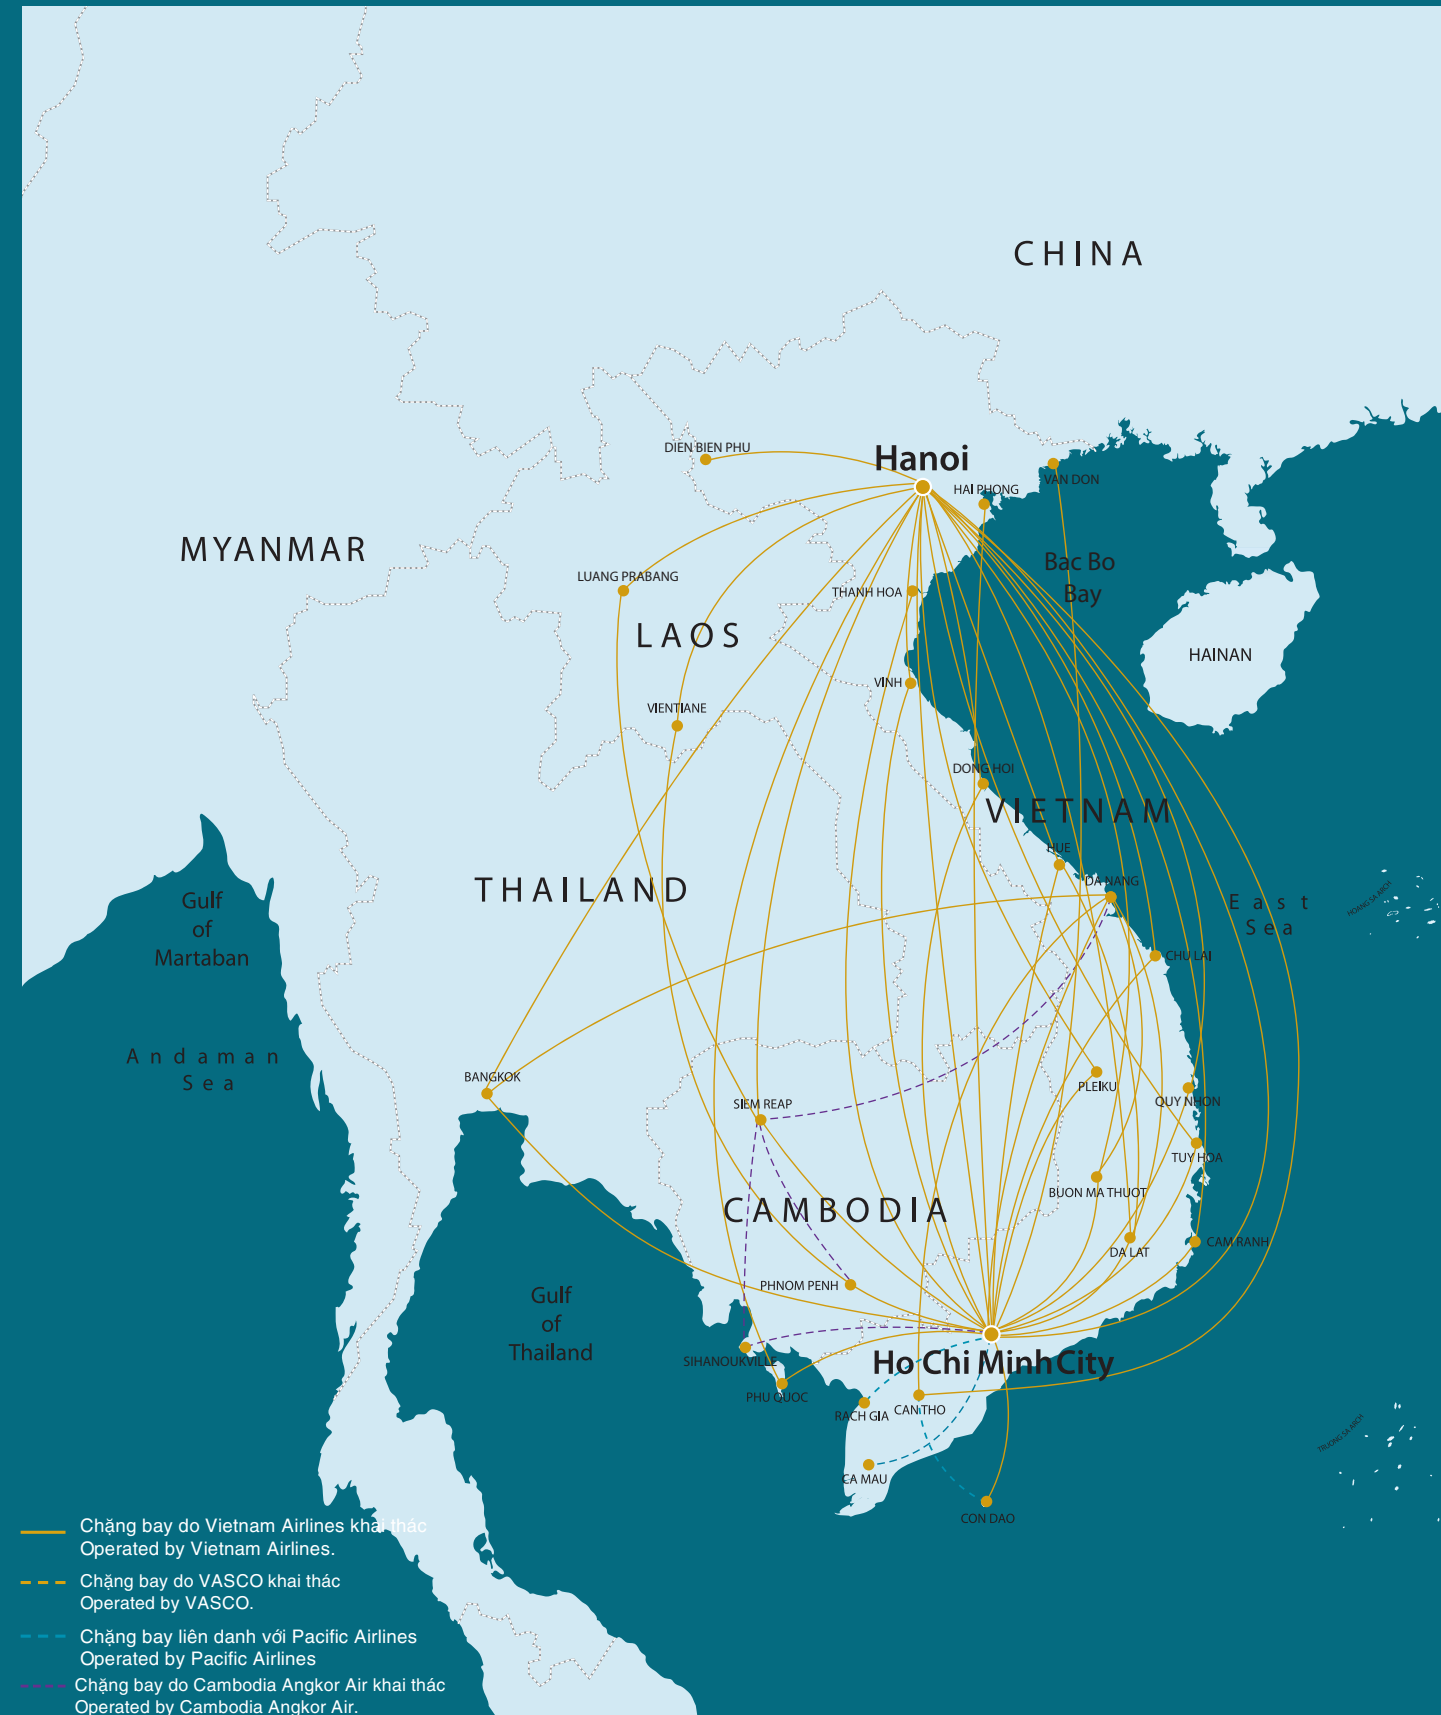 CHINA
DIEN BIEN PHU
Hanoi
VAN DON
HAI PHONG
MYANMAR
Bac Bo
Bay
LUANG PRABANG
THANH HOA
LAOS
HAINAN
VINH
VIENTIANE
DONG HOI
VIETNAM
HUE
THAILAND
DA NANG
HOANG SA ARCH
Gulf
of
Martaban
East
Sea
CHU LAI
Andaman
Sea
BANGKOK
PLEIKU
SIEM REAP
QUY NHON
TUY HOA
BUON MA THUOT
CAMBODIA
CAM RANH
DA LAT
PHNOM PENH
Gulf
of
Thailand
SIHANOUKVILLE
Ho Chi Minh City
PHU QUOC
RACH GIA
CAN THO
TRUONG SA ARCH
CA MAU
CON DAO
Chặng bay do Vietnam Airlines khai thác
Operated by Vietnam Airlines.
Chặng bay do VASCO khai thác
Operated by VASCO.
Chặng bay liên danh với Pacific Airlines
Operated by Pacific Airlines
Chặng bay do Cambodia Angkor Air khai thác
Operated by Cambodia Angkor Air.